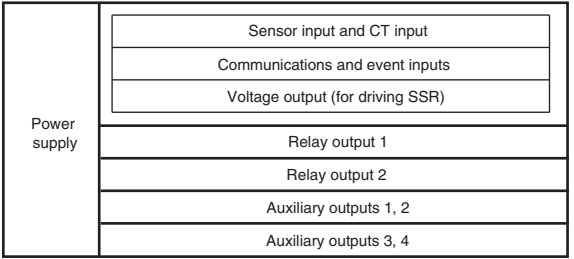 Power
supply
Sensor input and CT input
Communications and event inputs
Voltage output (for driving SSR)
Relay output 1
Relay output 2
Auxiliary outputs 1, 2
Auxiliary outputs 3, 4